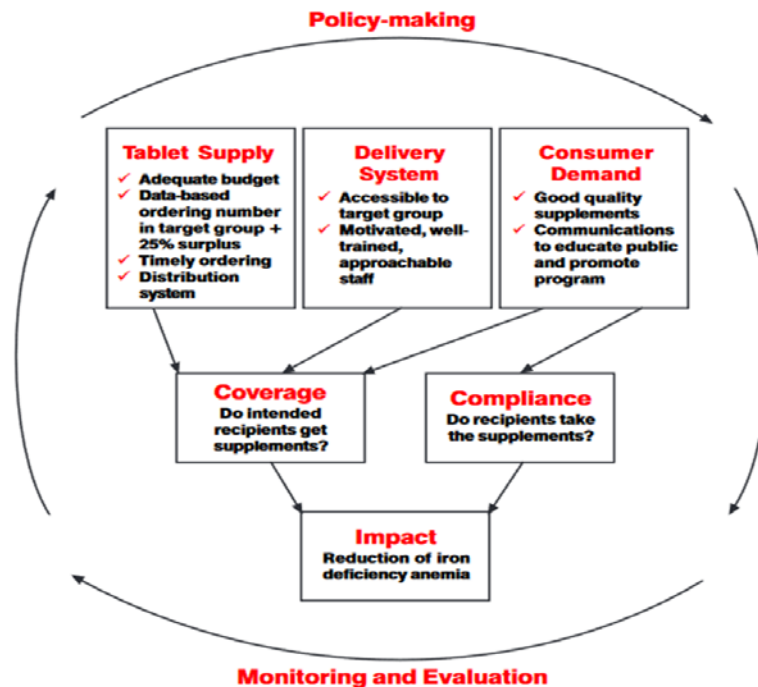 Policy-making
Tablet Supply
✓ Adequate budget
✓ Data-based
ordering number
in target group +
25% surplus
✓ Timely ordering
✓ Distribution
system
Delivery
System
✓ Accessible to
target group
✓ Motivated, well-
trained,
approachable
staff
Consumer
Demand
✓ Good quality
supplements
✓ Communications
to educate public
and promote
program
Coverage
Do intended
recipients get
supplements?
Compliance
Do recipients take
the supplements?
Impact
Reduction of iron
deficiency anemia
Monitoring and Evaluation